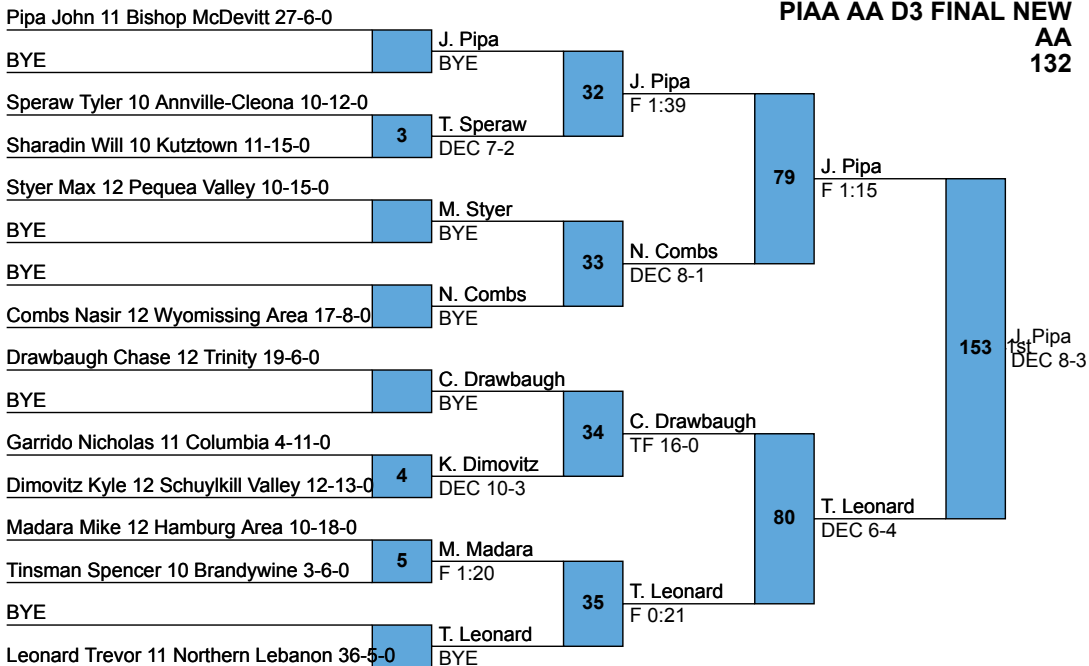 PIAA AA D3 FINAL NEW
AA
132
Pipa John 11 Bishop McDevitt 27-6-0
BYE
J. Pipa
BYE
Speraw Tyler 10 Annville-Cleona 10-12-0
Sharadin Will 10 Kutztown 11-15-0
3
T. Speraw
DEC 7-2
32
J. Pipa
F 1:39
Styer Max 12 Pequea Valley 10-15-0
BYE
M. Styer
BYE
BYE
Combs Nasir 12 Wyomissing Area 17-8-0
N. Combs
BYE
33
N. Combs
DEC 8-1
79
J. Pipa
F 1:15
Drawbaugh Chase 12 Trinity 19-6-0
BYE
C. Drawbaugh
BYE
Garrido Nicholas 11 Columbia 4-11-0
Dimovitz Kyle 12 Schuylkill Valley 12-13-0
4
K. Dimovitz
DEC 10-3
34
C. Drawbaugh
TF 16-0
Madara Mike 12 Hamburg Area 10-18-0
Tinsman Spencer 10 Brandywine 3-6-0
5
M. Madara
F 1:20
BYE
Leonard Trevor 11 Northern Lebanon 36-5-0
T. Leonard
BYE
35
T. Leonard
F 0:21
80
T. Leonard
DEC 6-4
153
1st
J. Pipa
DEC 8-3